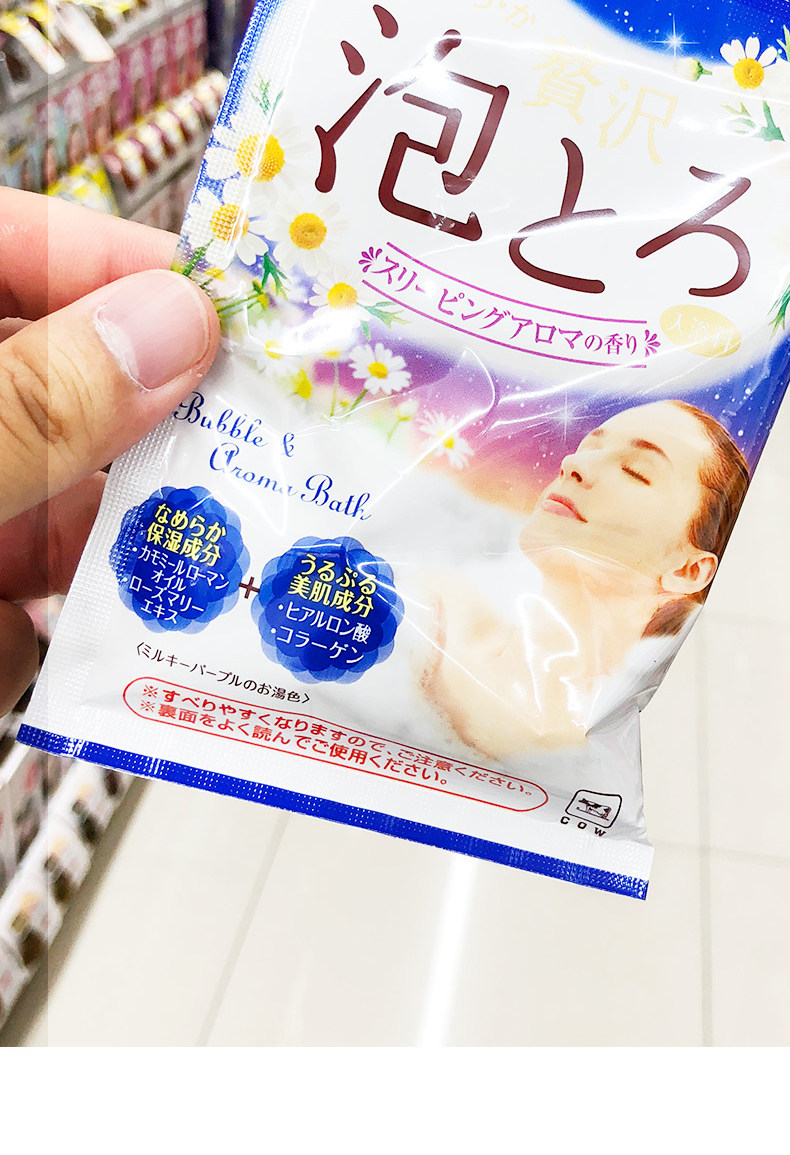 贅沢
泡とろ
スリーピングアロマの香り
入浴料
Bubble &
Aroma Bath
なめらか
保湿成分
・カモミールローマン
オイル
・ローズマリー
エキス
+
うるぷる
美肌成分
・ヒアルロン酸
・コラーゲン
〈ミルキーパープルのお湯色〉
※すべりやすくなりますので、ご注意ください。
※裏面をよく読んでご使用ください。
COW